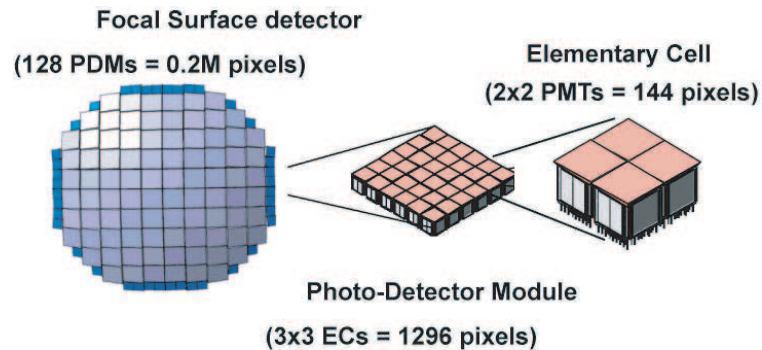 Focal Surface detector
(128 PDMs = 0.2M pixels)
Elementary Cell
(2x2 PMTs = 144 pixels)
Photo-Detector Module
(3x3 ECs = 1296 pixels)